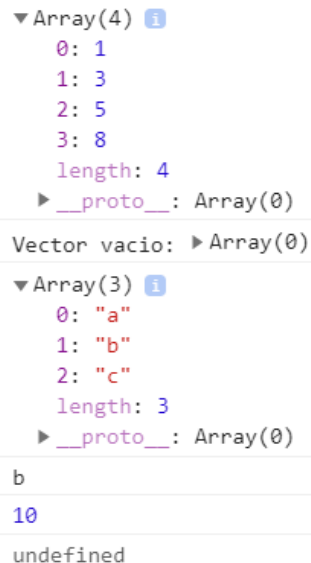 ▼Array(4) i
0: 1
1: 3
2: 5
3: 8
length: 4
▶__proto__: Array(0)
Vector vacio: ▶Array(0)
▼Array(3) i
0: "a"
1: "b"
2: "c"
length: 3
▶__proto__: Array(0)
b
10
undefined